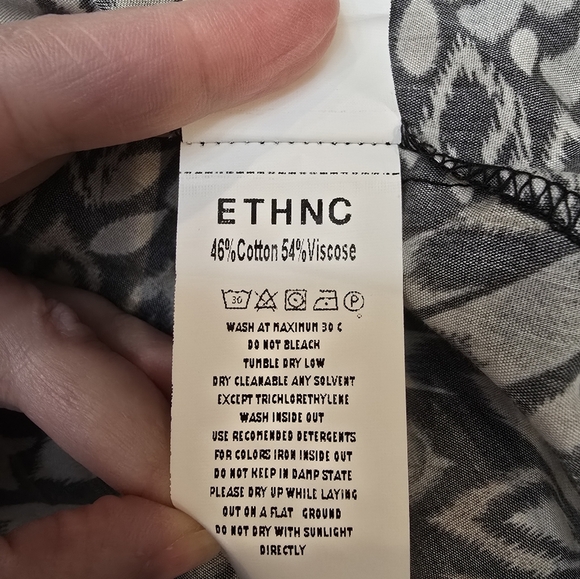 ETHNC
46%Cotton 54%Viscose
30 P
WASH AT MAXIMUM 30 C
DO NOT BLEACH
TUMBLE DRY LOW
DRY CLEANABLE ANY SOLVENT
EXCEPT TRICHLORETHYLENE
WASH INSIDE OUT
USE RECOMENDED DETERGENTS
FOR COLORS IRON INSIDE OUT
DO NOT KEEP IN DAMP STATE
PLEASE DRY UP WHILE LAYING
OUT ON A FLAT GROUND
DO NOT DRY WITH SUNLIGHT
DIRECTLY